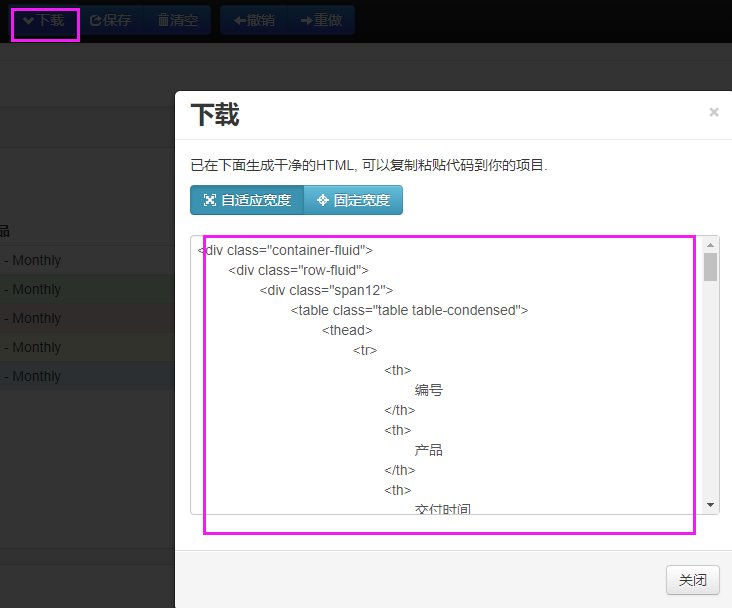 下载 保存 清空 撤销 重做
下载
×
已在下面生成干净的HTML, 可以复制粘贴代码到你的项目.
自适应宽度 固定宽度
品
- Monthly
- Monthly
- Monthly
- Monthly
- Monthly
<div class="container-fluid">
<div class="row-fluid">
<div class="span12">
<table class="table table-condensed">
<thead>
<tr>
<th>
编号
</th>
<th>
产品
</th>
<th>
交付时间
关闭